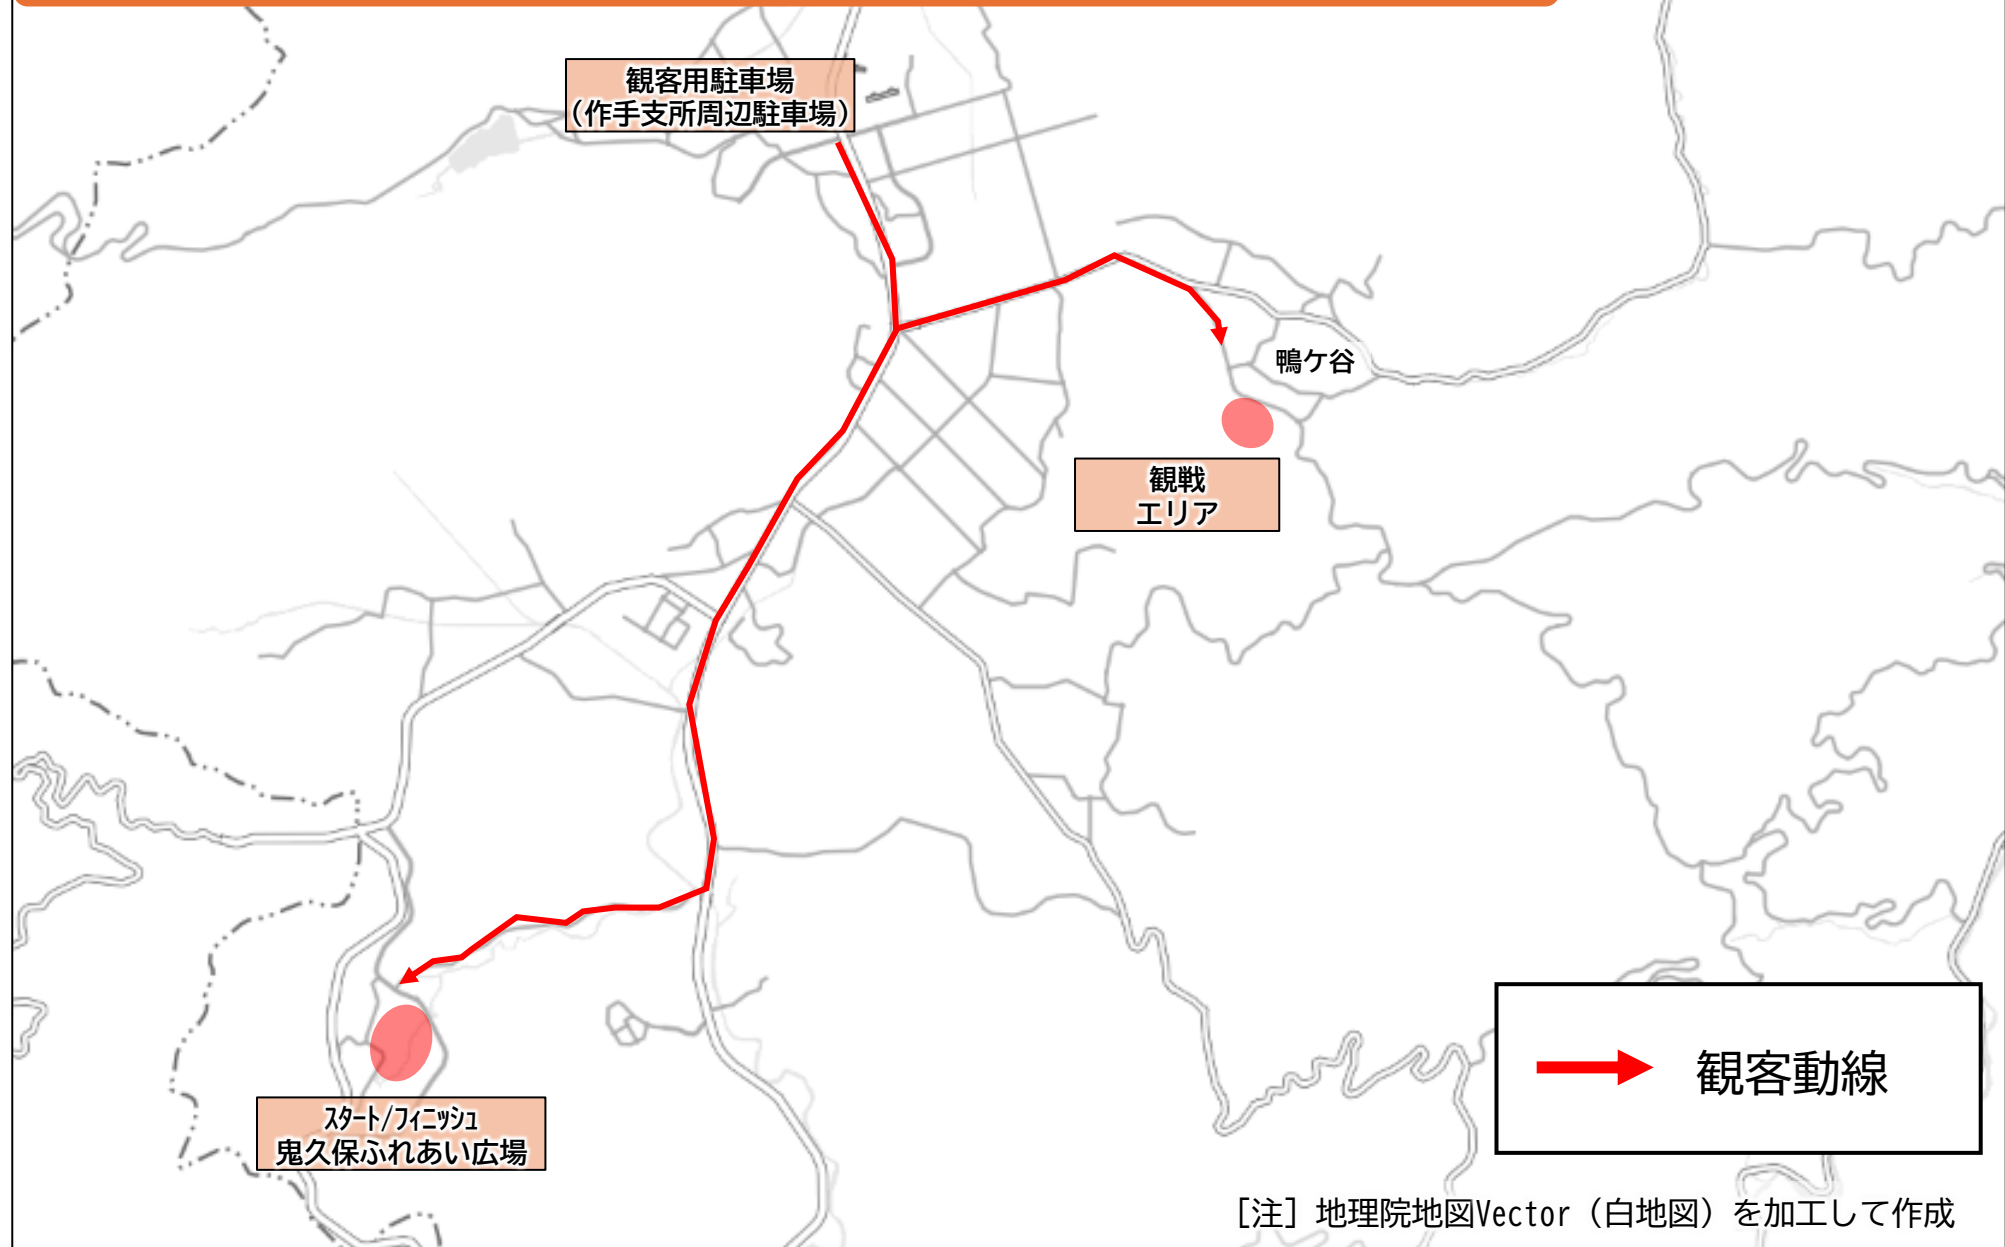 観客用駐車場
（作手支所周辺駐車場）
鴨ケ谷
観戦
エリア
ｽﾀｰﾄ/ﾌｨﾆｯｼｭ
鬼久保ふれあい広場
観客動線
［注］地理院地図Vector（白地図）を加工して作成